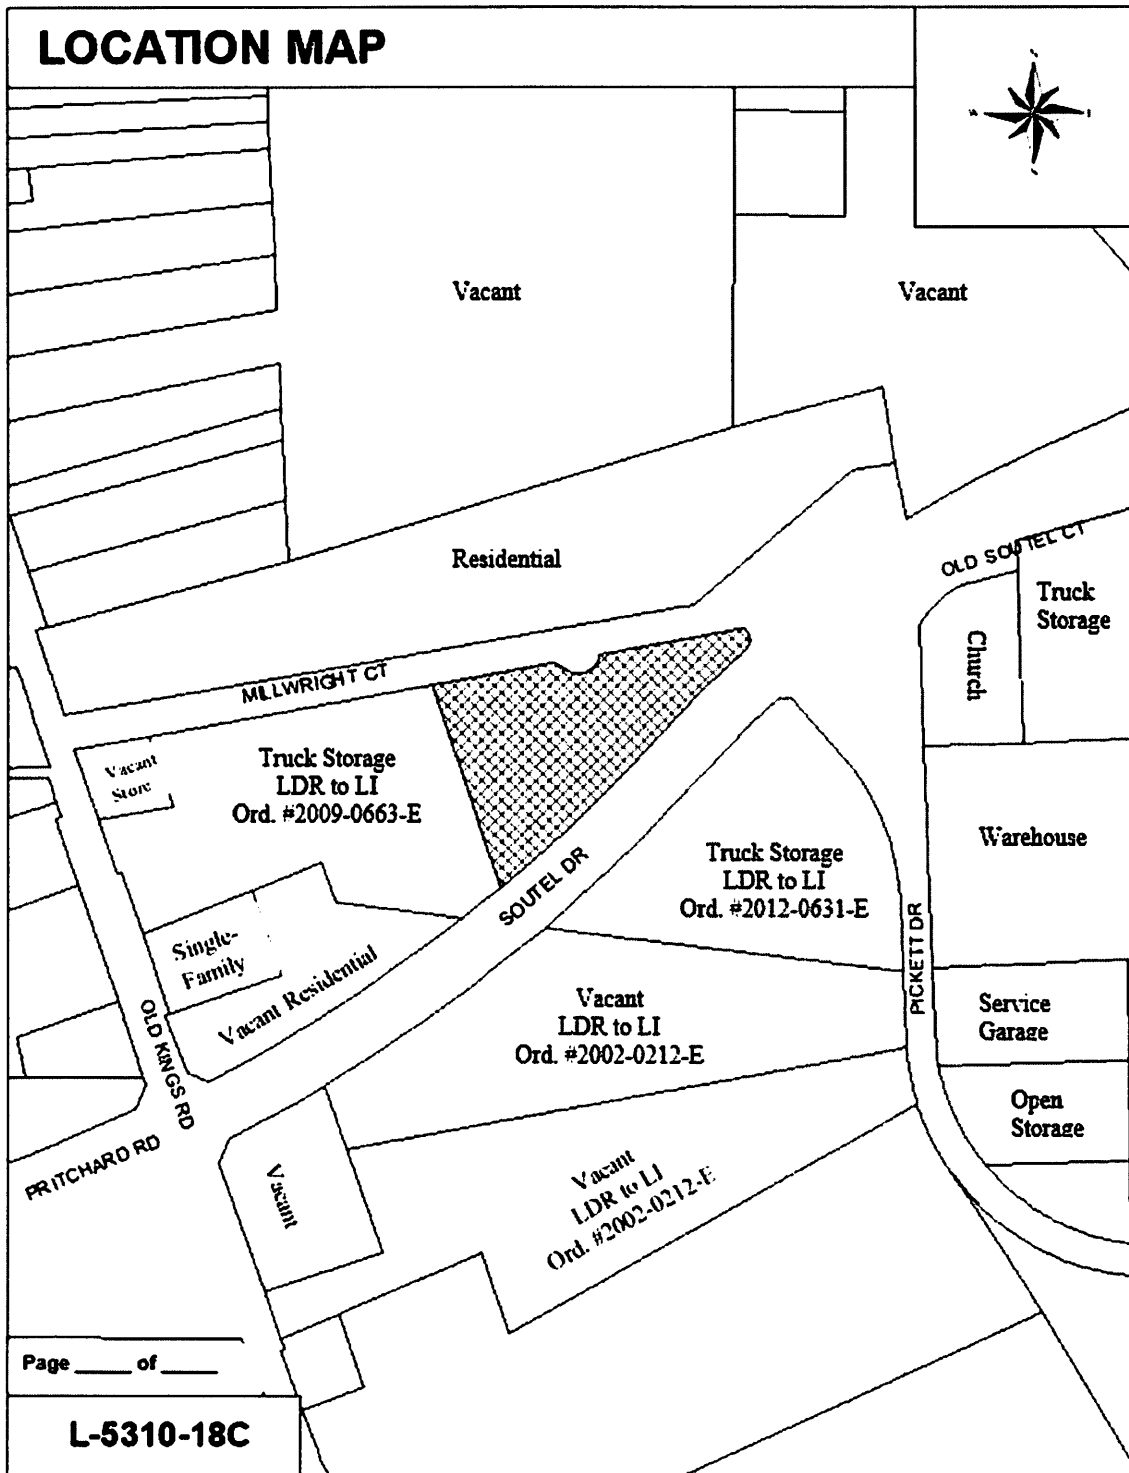 LOCATION MAP
Vacant
Vacant
Residential
OLD SOUTEL CT
Truck
Storage
Church
MILLWRIGHT CT
Vacant
Store
Truck Storage
LDR to LI
Ord. #2009-0663-E
Warehouse
Truck Storage
LDR to LI
Ord. #2012-0631-E
SOUTEL DR
Single-
Family
Vacant Residential
PICKETT DR
Vacant
LDR to LI
Ord. #2002-0212-E
Service
Garage
OLD KINGS RD
Open
Storage
PRITCHARD RD
Vacant
Vacant
LDR to LI
Ord. #2002-0212-E
Page _____ of _____
L-5310-18C